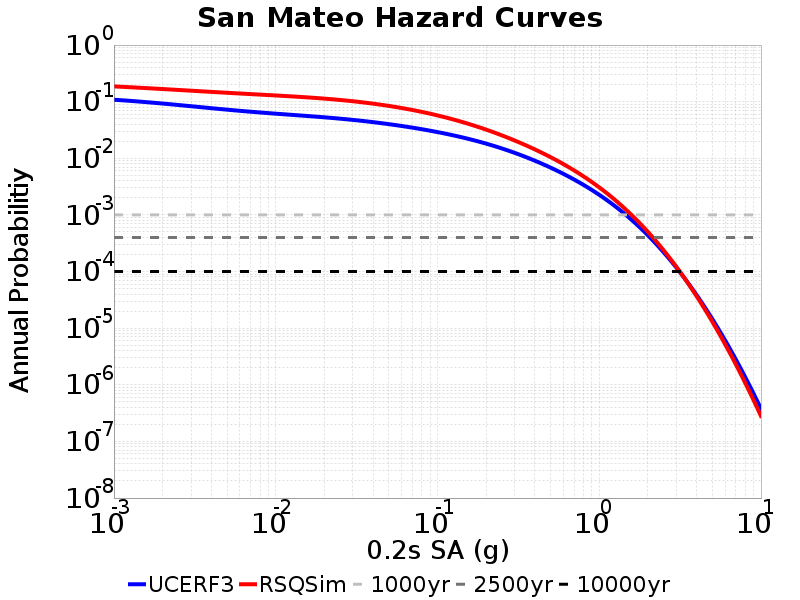 San Mateo Hazard Curves
Annual Probabilitiy
10^0
10^-1
10^-2
10^-3
10^-4
10^-5
10^-6
10^-7
10^-8
10^-3 10^-2 10^-1 10^0 10^1
0.2s SA (g)
UCERF3 RSQSim 1000yr 2500yr 10000yr